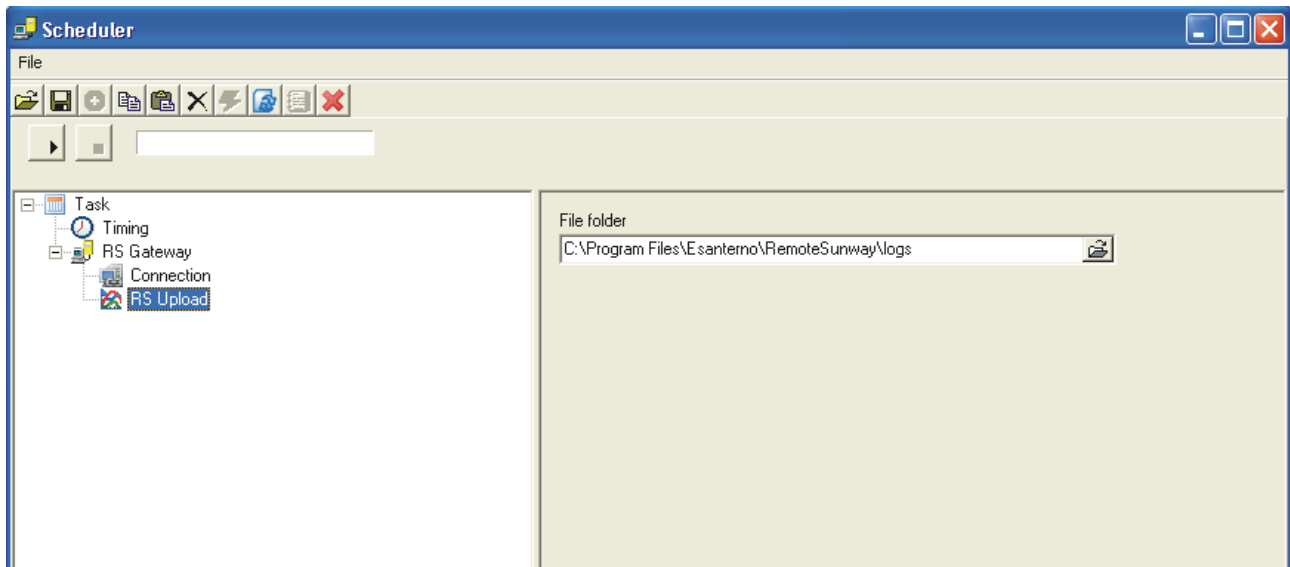 Scheduler
File
Task
Timing
RS Gateway
Connection
RS Upload
File folder
C:\Program Files\Esanterno\RemoteSunway\logs